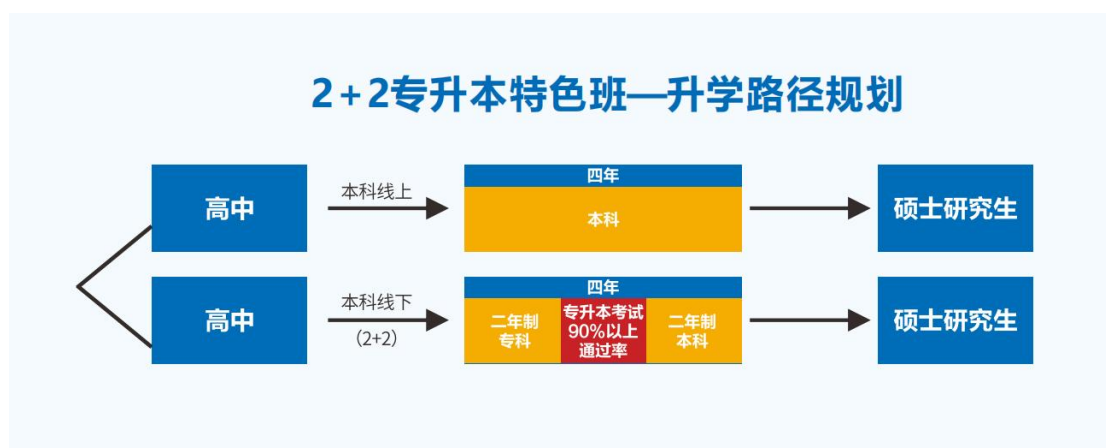 2+2专升本特色班—升学路径规划
高中
本科线上
四年
本科
硕士研究生
高中
本科线下
(2+2)
四年
二年制
专科
专升本考试
90%以上
通过率
二年制
本科
硕士研究生